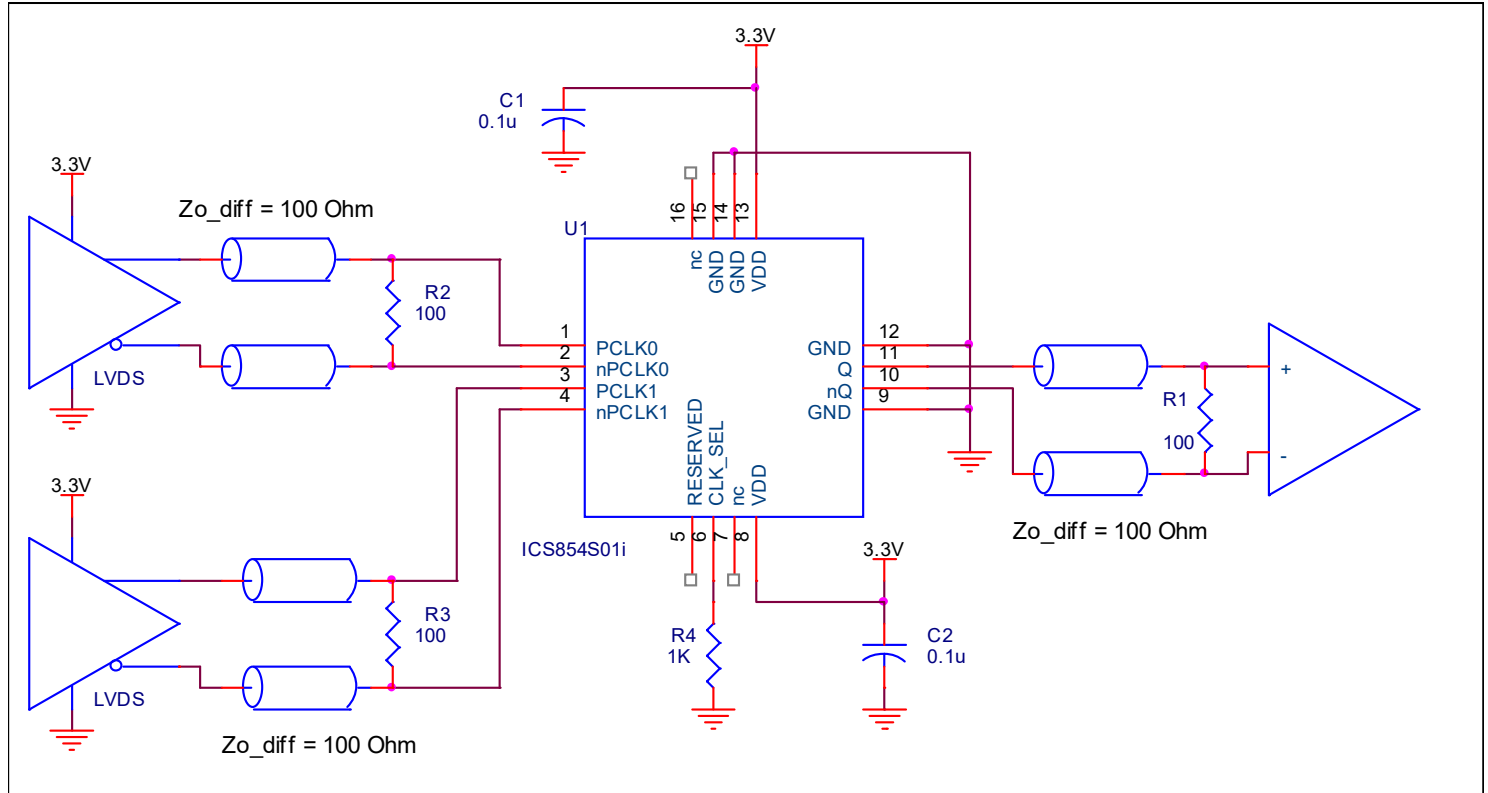 3.3V
C1
0.1u
3.3V
Zo_diff = 100 Ohm
16
15
14
13
U1
nc
GND
GND
VDD
R2
100
LVDS
1
2
3
4
PCLK0
nPCLK0
PCLK1
nPCLK1
12
11
10
9
GND
Q
nQ
GND
+
-
R1
100
Zo_diff = 100 Ohm
RESERVED
CLK_SEL
nc
VDD
5
6
7
8
ICS854S01i
3.3V
3.3V
R3
100
R4
1K
C2
0.1u
LVDS
Zo_diff = 100 Ohm